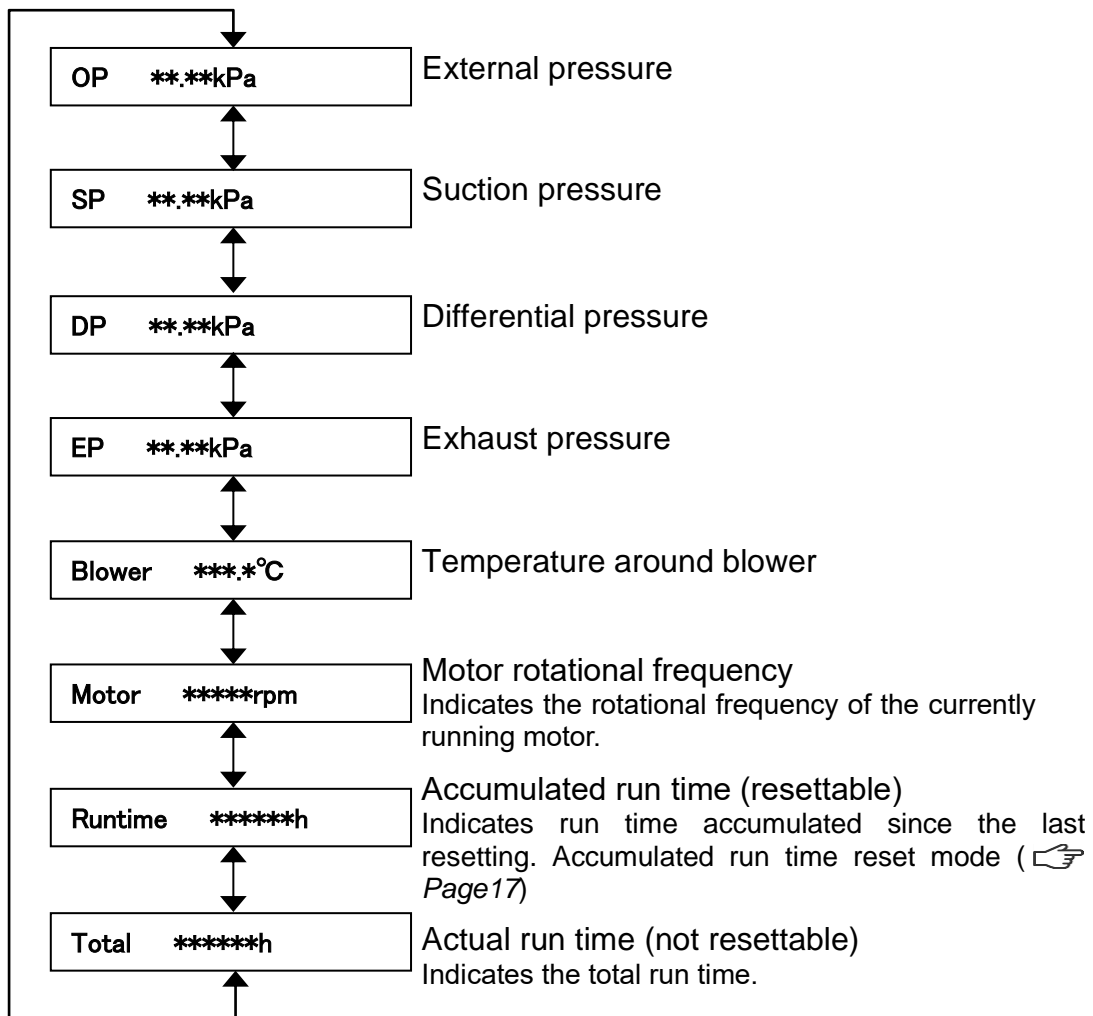 OP **.**kPa
External pressure
SP **.**kPa
Suction pressure
DP **.**kPa
Differential pressure
EP **.**kPa
Exhaust pressure
Blower ***.*℃
Temperature around blower
Motor *****rpm
Motor rotational frequency
Indicates the rotational frequency of the currently
running motor.
Runtime ******h
Accumulated run time (resettable)
Indicates run time accumulated since the last
resetting. Accumulated run time reset mode (☞
Page17)
Total ******h
Actual run time (not resettable)
Indicates the total run time.